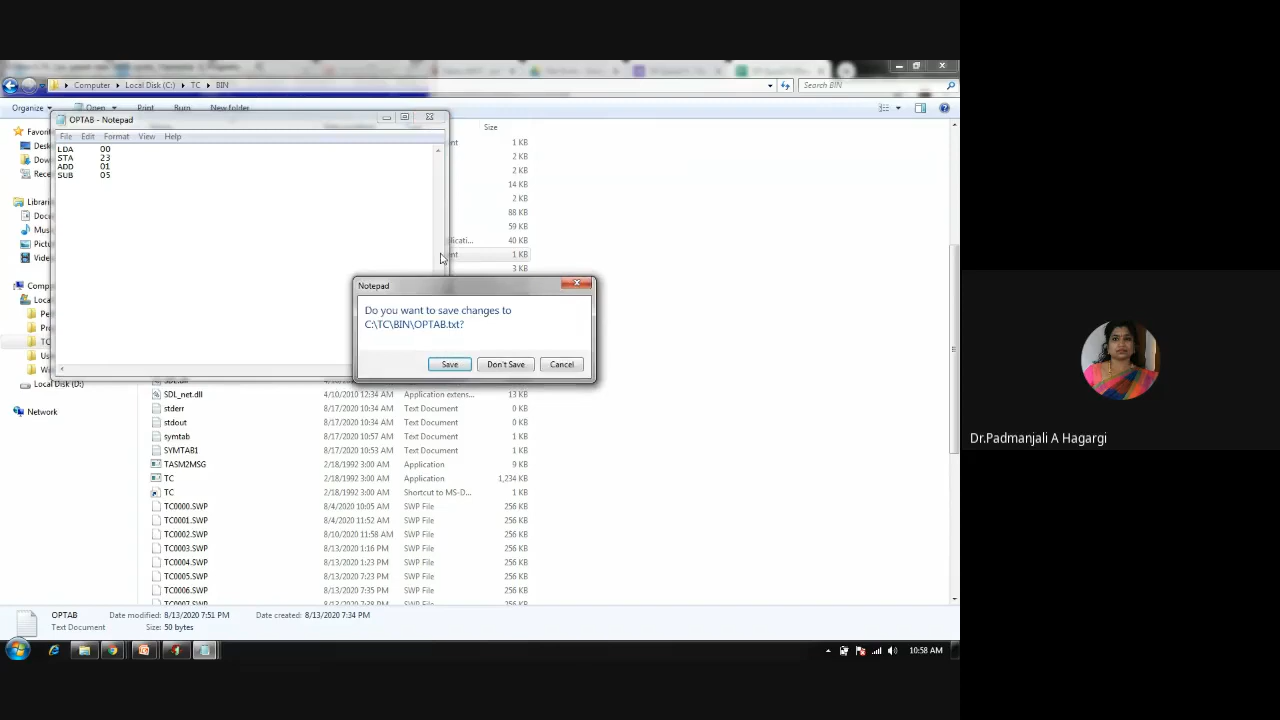 Computer
Local Disk (C:)
TC
BIN
Search BIN
Organize
Open
Print
Burn
New folder
OPTAB - Notepad
File Edit Format View Help
LDA 00
STA 23
ADD 01
SUB 05
Size
1 KB
2 KB
2 KB
14 KB
2 KB
88 KB
59 KB
40 KB
1 KB
3 KB
Notepad
Do you want to save changes to
C:\TC\BIN\OPTAB.txt?
Save Don't Save Cancel
Local Disk (D:)
Network
SDL_net.dll 4/10/2010 12:34 AM Application extens... 13 KB
stderr 8/17/2020 10:34 AM Text Document 0 KB
stdout 8/17/2020 10:34 AM Text Document 0 KB
symtab 8/17/2020 10:57 AM Text Document 1 KB
SYMTAB1 8/17/2020 10:53 AM Text Document 1 KB
TASM2MSG 2/18/1992 3:00 AM Application 9 KB
TC 2/18/1992 3:00 AM Application 1,234 KB
TC 2/18/1992 3:00 AM Shortcut to MS-D... 1 KB
TC0000.SWP 8/4/2020 10:05 AM SWP File 256 KB
TC0001.SWP 8/4/2020 11:52 AM SWP File 256 KB
TC0002.SWP 8/10/2020 11:58 AM SWP File 256 KB
TC0003.SWP 8/13/2020 1:16 PM SWP File 256 KB
TC0004.SWP 8/13/2020 1:23 PM SWP File 256 KB
TC0005.SWP 8/13/2020 7:23 PM SWP File 256 KB
TC0006.SWP 8/13/2020 7:35 PM SWP File 256 KB
OPTAB Date modified: 8/13/2020 7:51 PM Date created: 8/13/2020 7:34 PM
Text Document Size: 50 bytes
10:58 AM
Dr.Padmanjali A Hagargi